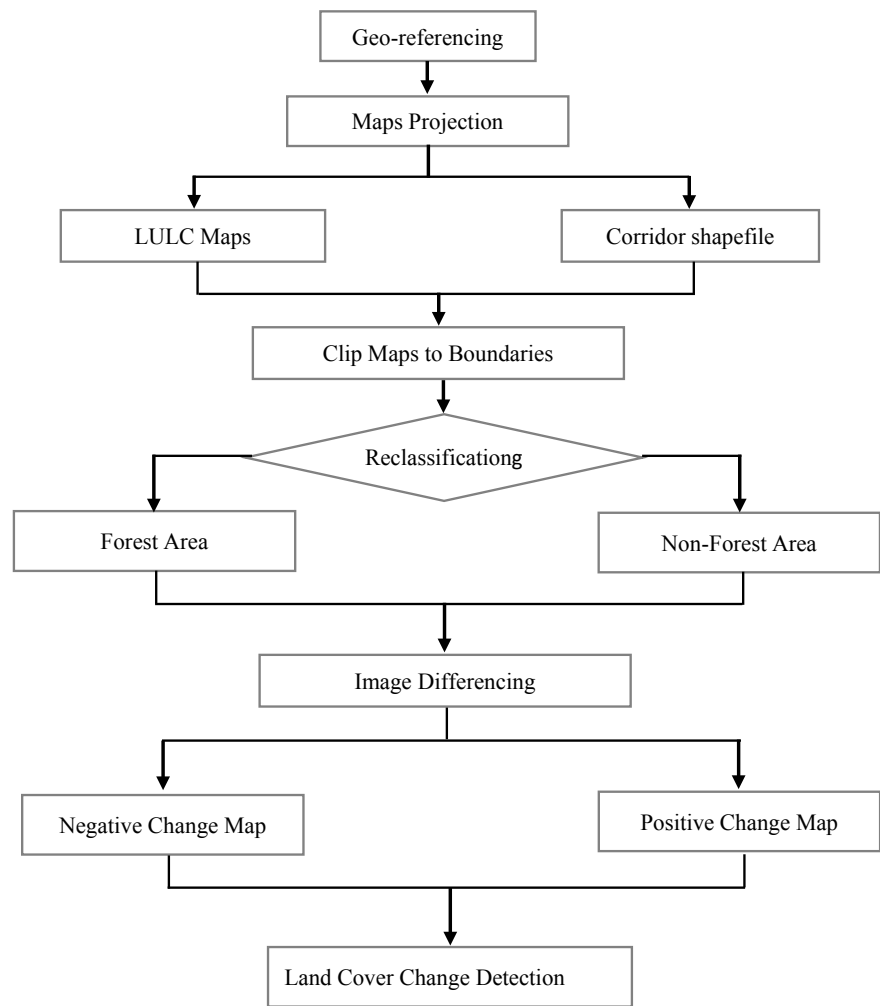 Geo-referencing
Maps Projection
LULC Maps
Corridor shapefile
Clip Maps to Boundaries
Reclassificationg
Forest Area
Non-Forest Area
Image Differencing
Negative Change Map
Positive Change Map
Land Cover Change Detection